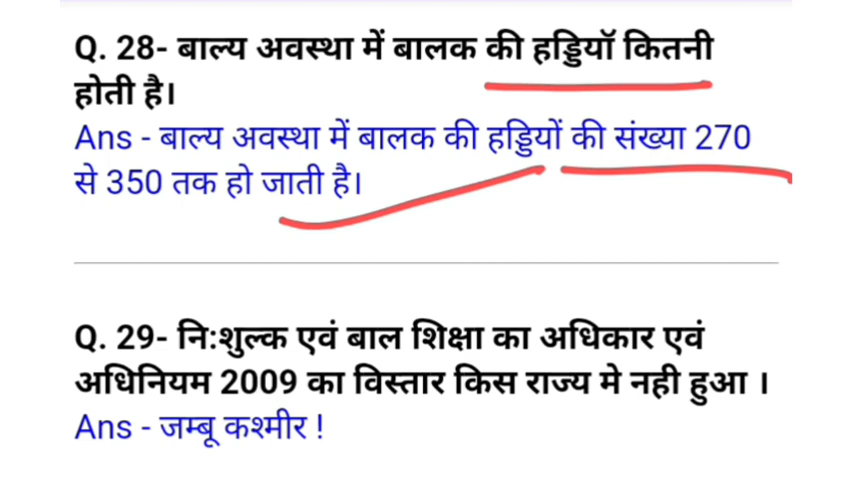 Q. 28- बाल्य अवस्था में बालक की हड्डियॉ कितनी
होती है।
Ans - बाल्य अवस्था में बालक की हड्डियों की संख्या 270
से 350 तक हो जाती है।
Q. 29- नि:शुल्क एवं बाल शिक्षा का अधिकार एवं
अधिनियम 2009 का विस्तार किस राज्य मे नही हुआ ।
Ans - जम्बू कश्मीर !